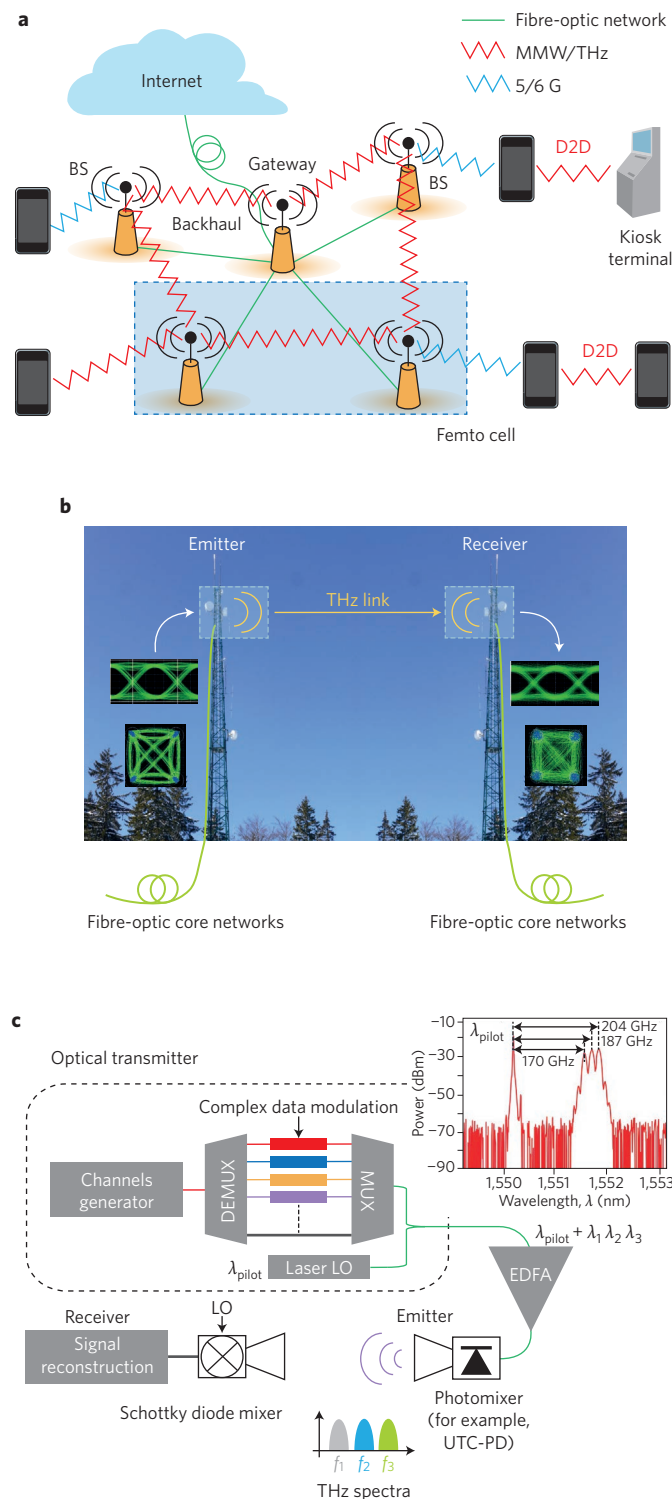 a
Fibre-optic network
MMW/THz
5/6 G
Internet
BS
Gateway
Backhaul
BS
D2D
Kiosk
terminal
D2D
Femto cell
b
Emitter
Receiver
THz link
Fibre-optic core networks
Fibre-optic core networks
c
Optical transmitter
Complex data modulation
Channels
generator
DEMUX
MUX
λpilot
Laser LO
−10
−30
−50
−70
−90
Power (dBm)
λpilot
204 GHz
187 GHz
170 GHz
1,550
1,551
1,552
1,553
Wavelength, λ (nm)
λpilot + λ1 λ2 λ3
EDFA
Receiver
LO
Signal
reconstruction
Schottky diode mixer
Emitter
Photomixer
(for example,
UTC-PD)
f1 f2 f3
THz spectra